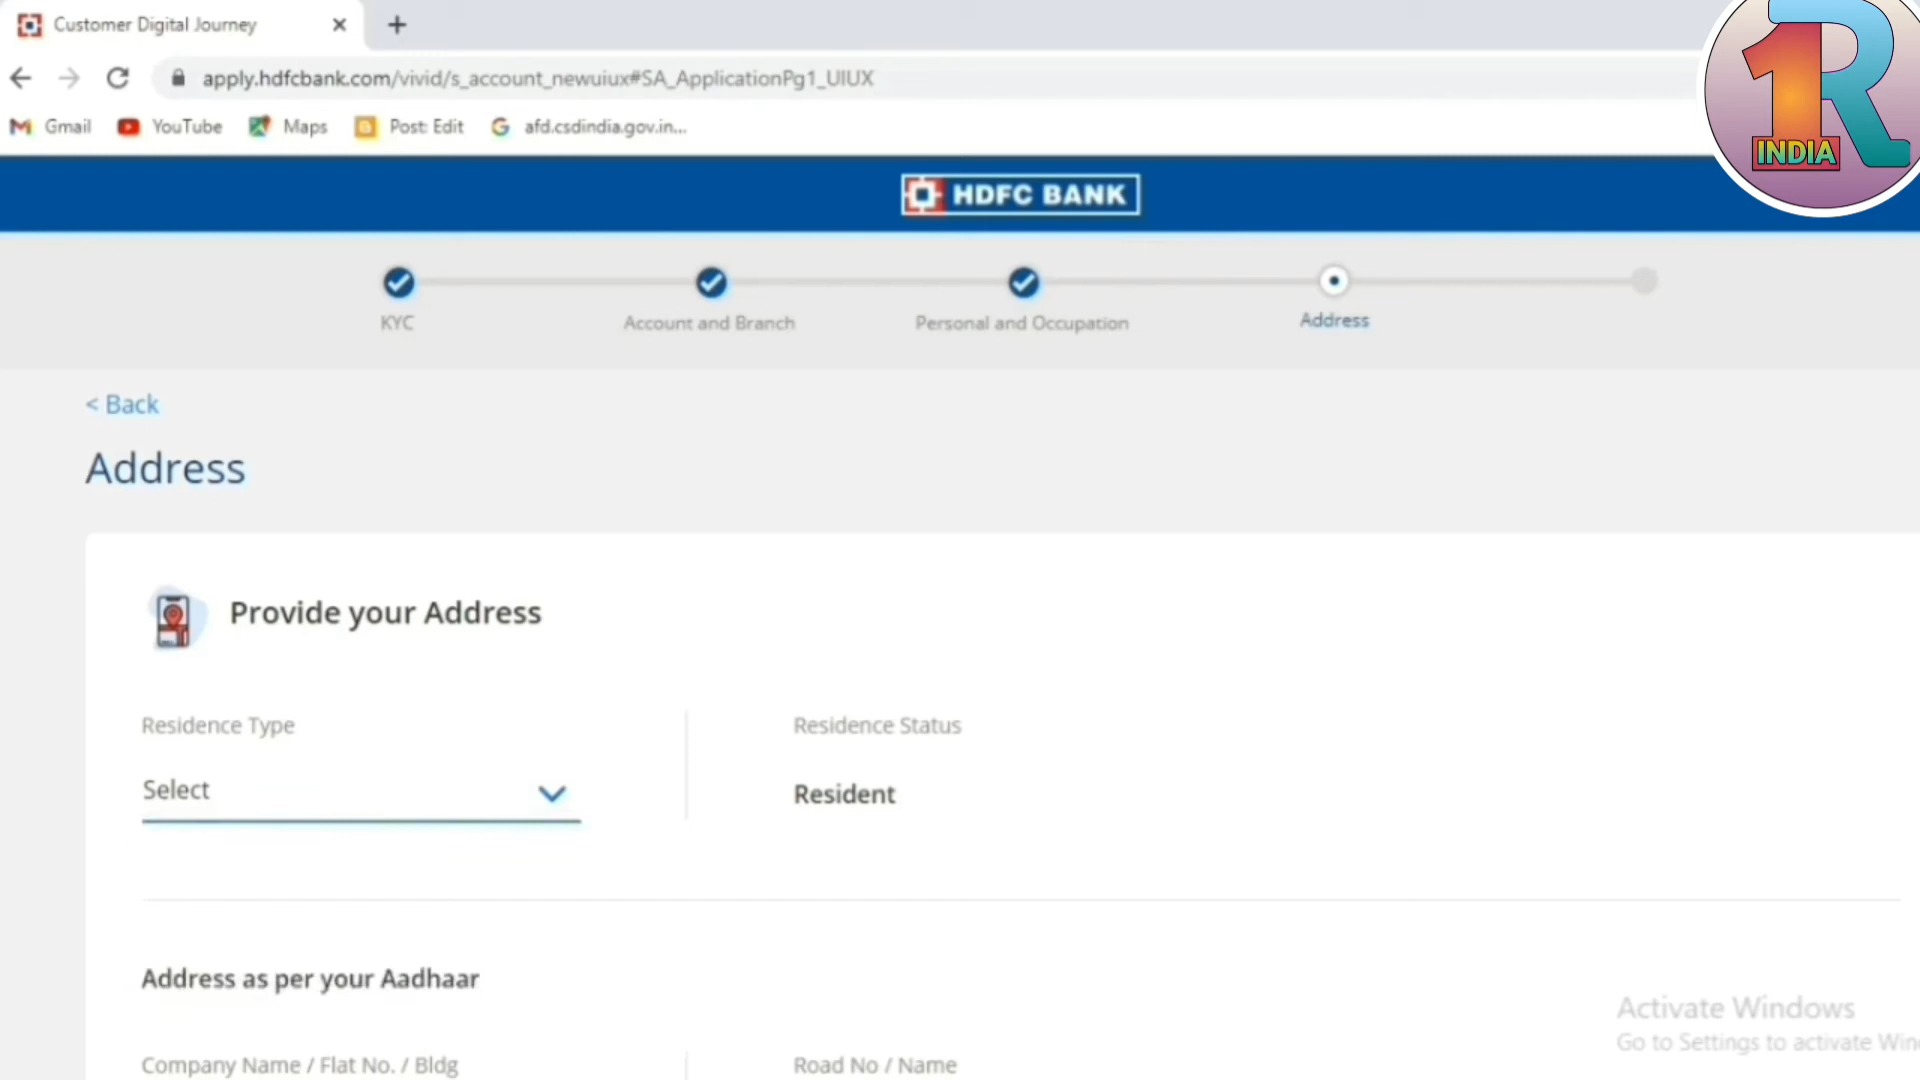 Customer Digital Journey
apply.hdfcbank.com/vivid/s_account_newuiux#SA_ApplicationPg1_UIUX
Gmail YouTube Maps Post: Edit afd.csdindia.gov.in...
1R
INDIA
HDFC BANK
KYC Account and Branch Personal and Occupation Address
< Back
Address
Provide your Address
Residence Type Residence Status
Select Resident
Address as per your Aadhaar
Activate Windows
Go to Settings to activate Win
Company Name / Flat No. / Bldg Road No / Name